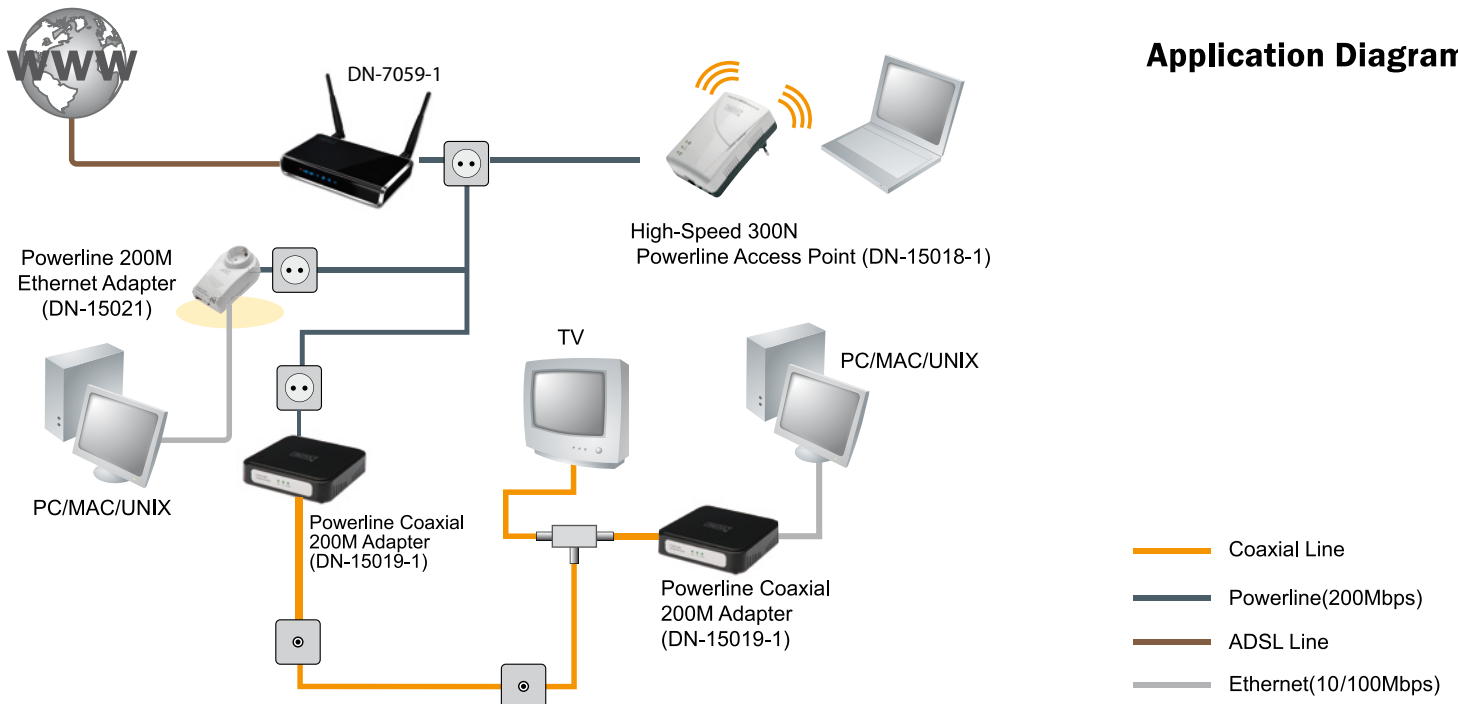 WWW
DN-7059-1
Application Diagram
High-Speed 300N
Powerline Access Point (DN-15018-1)
Powerline 200M
Ethernet Adapter
(DN-15021)
TV
PC/MAC/UNIX
PC/MAC/UNIX
Powerline Coaxial
200M Adapter
(DN-15019-1)
Powerline Coaxial
200M Adapter
(DN-15019-1)
Coaxial Line
Powerline(200Mbps)
ADSL Line
Ethernet(10/100Mbps)